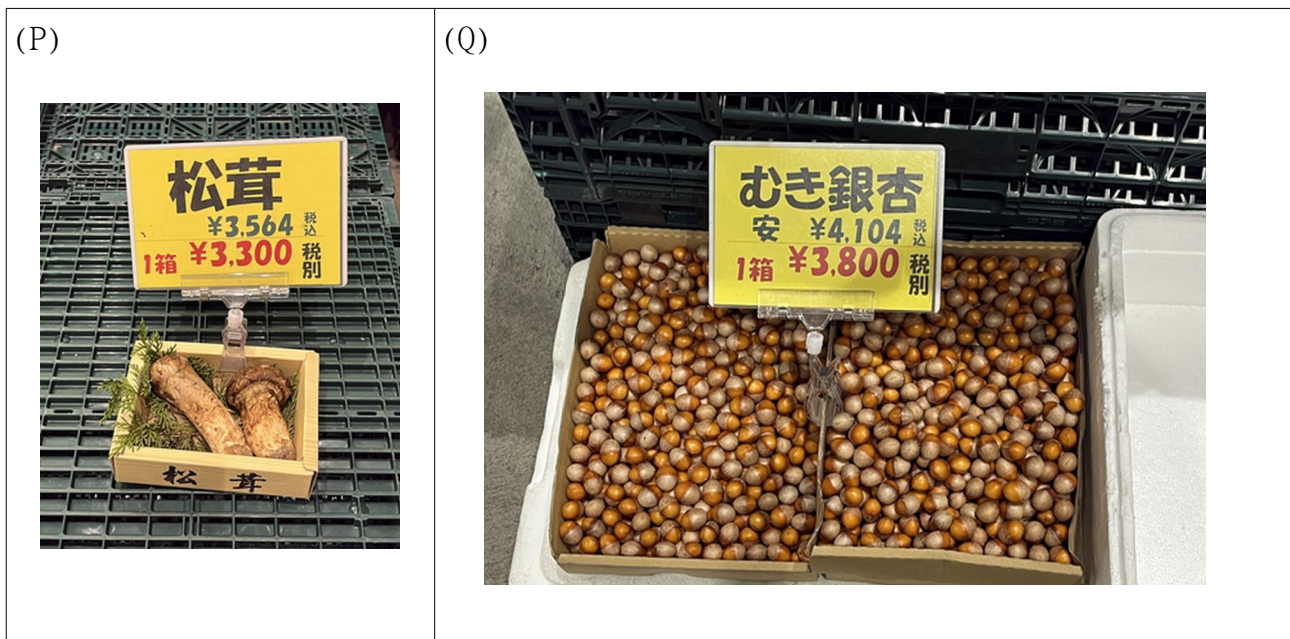 (P)
松茸
¥3,564 税込
1箱 ¥3,300 税別
松茸
(Q)
むき銀杏
安 ¥4,104 税込
1箱 ¥3,800 税別